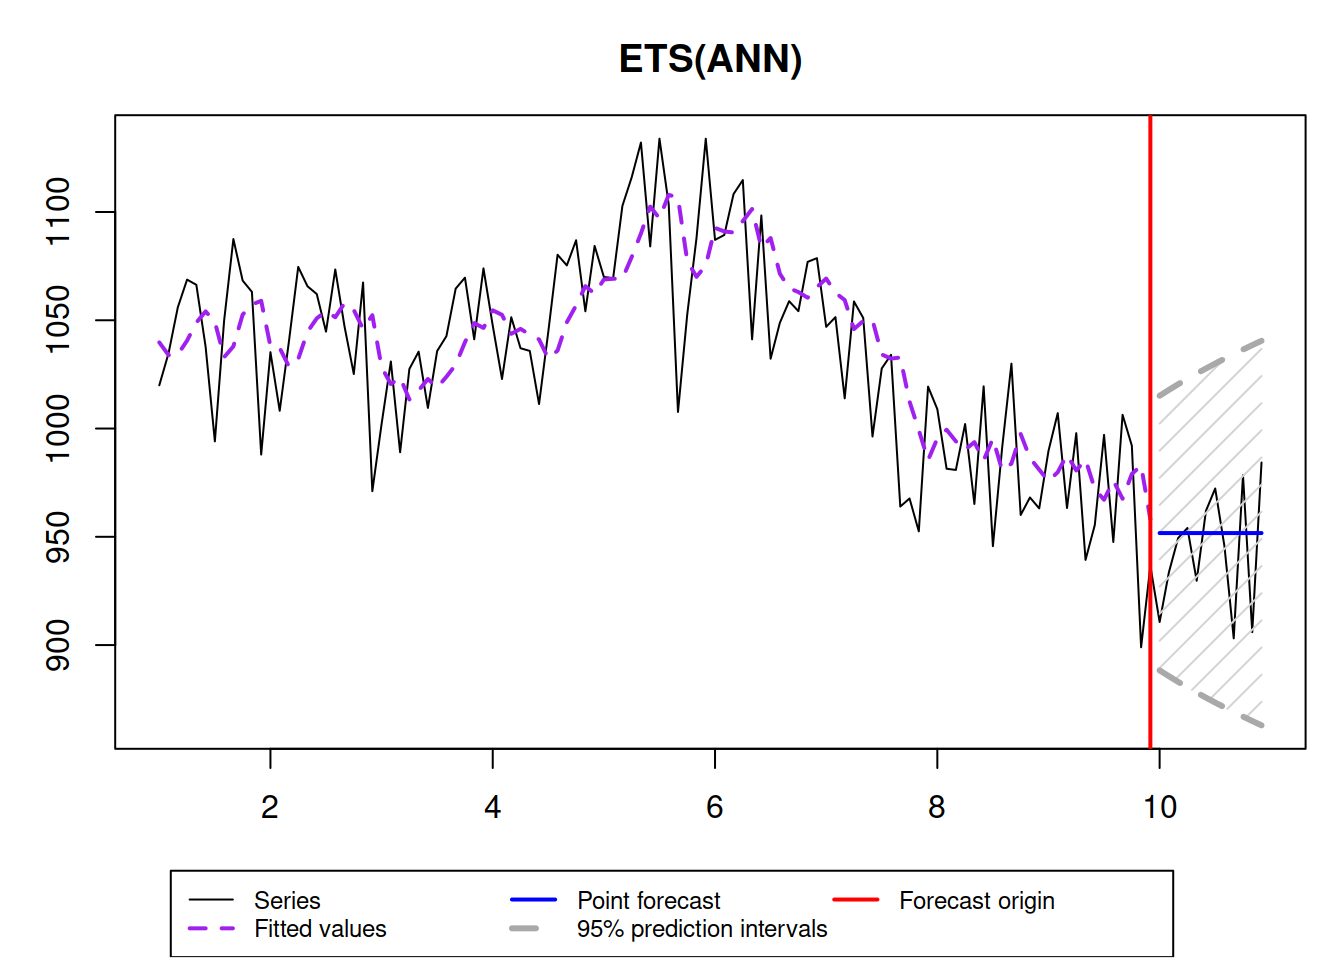 ETS(ANN)
1100
1050
1000
950
900
2 4 6 8 10
Series Point forecast Forecast origin
Fitted values 95% prediction intervals